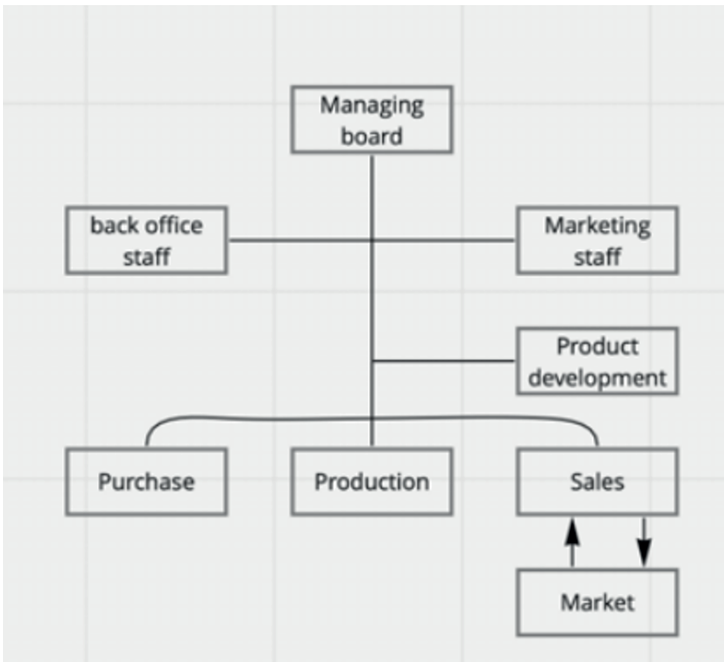 Managing
board
back office
staff
Marketing
staff
Product
development
Purchase
Production
Sales
Market